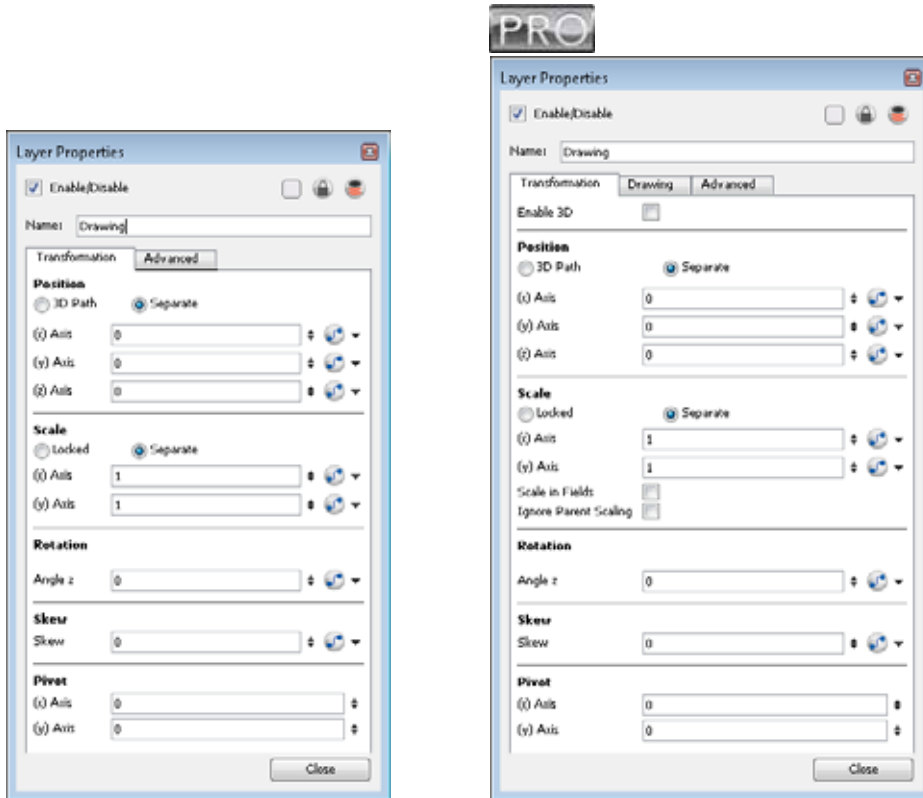 Layer Properties
Enable/Disable
Name: Drawing
Transformation Advanced
Position
3D Path Separate
(x) Axis 0
(y) Axis 0
(z) Axis 0
Scale
Locked Separate
(x) Axis 1
(y) Axis 1
Rotation
Angle z 0
Skew
Skew 0
Pivot
(x) Axis 0
(y) Axis 0
Close
PRO
Layer Properties
Enable/Disable
Name: Drawing
Transformation Drawing Advanced
Enable 3D
Position
3D Path Separate
(x) Axis 0
(y) Axis 0
(z) Axis 0
Scale
Locked Separate
(x) Axis 1
(y) Axis 1
Scale in Fields
Ignore Parent Scaling
Rotation
Angle z 0
Skew
Skew 0
Pivot
(x) Axis 0
(y) Axis 0
Close